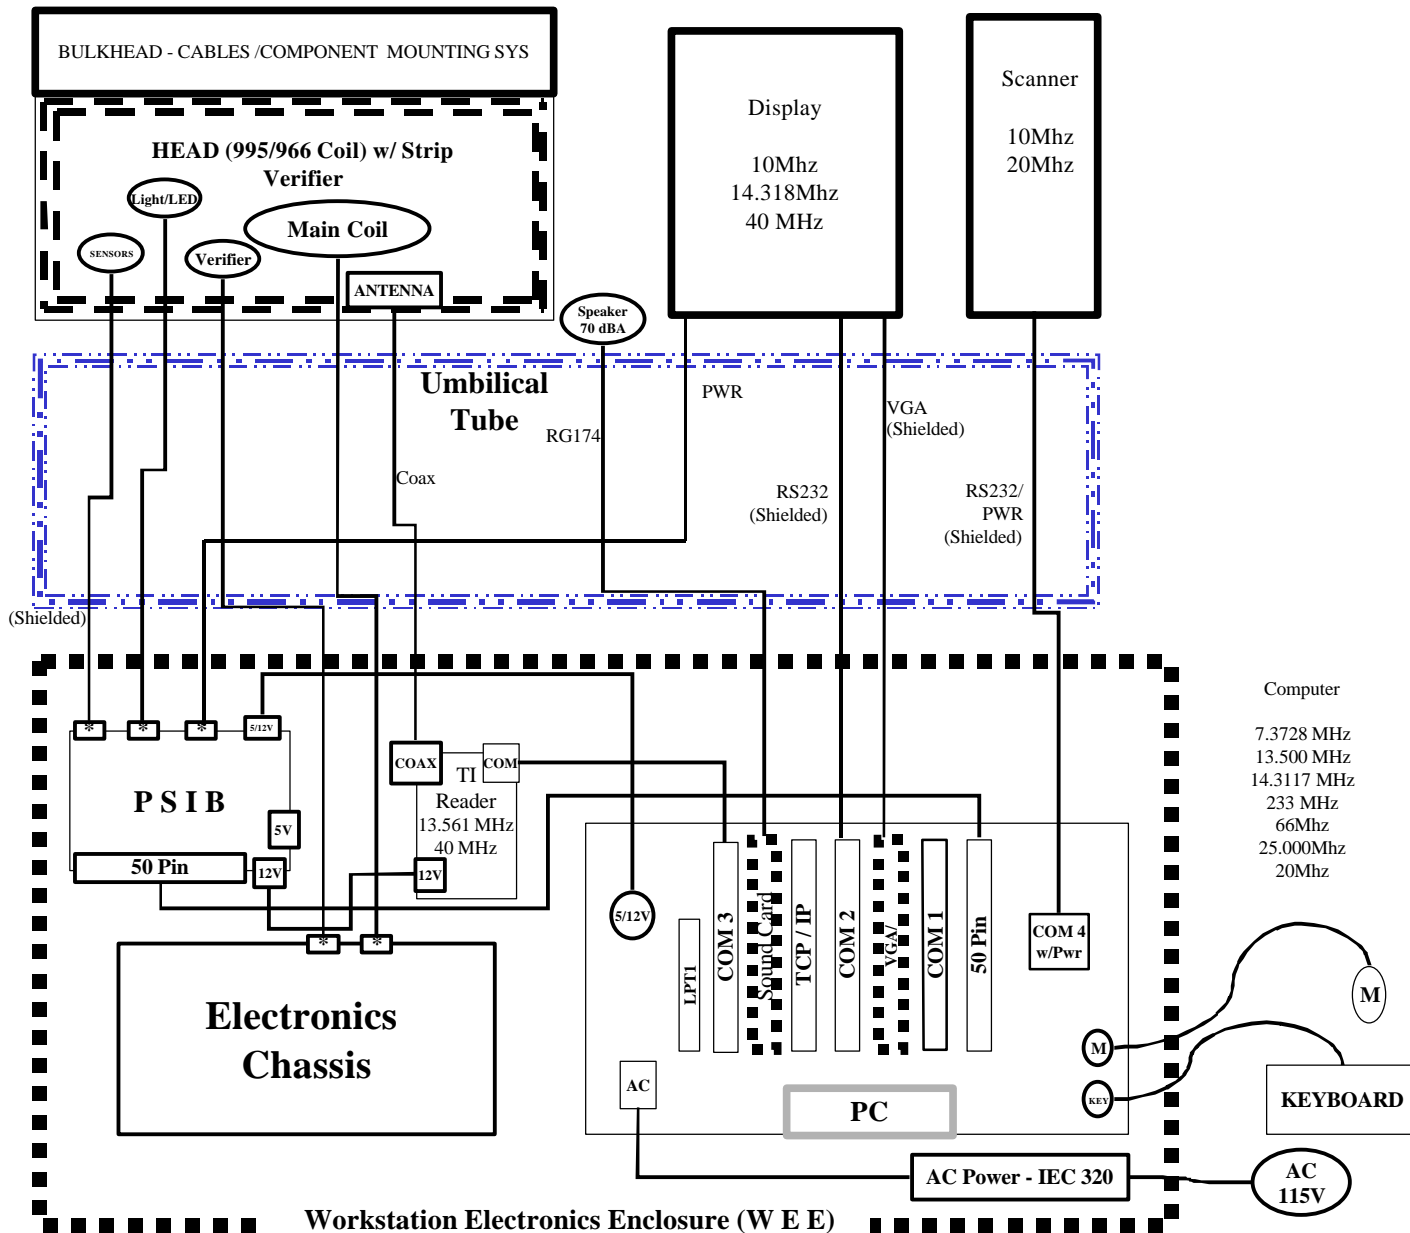 BULKHEAD - CABLES /COMPONENT MOUNTING SYS
HEAD (995/966 Coil) w/ Strip
Verifier
Light/LED
SENSORS
Verifier
Main Coil
ANTENNA
Speaker
70 dBA
Display
10Mhz
14.318Mhz
40 MHz
Scanner
10Mhz
20Mhz
Umbilical
Tube
PWR
RG174
VGA
(Shielded)
Coax
RS232
(Shielded)
RS232/
PWR
(Shielded)
(Shielded)
*
*
*
5/12V
P S I B
5V
50 Pin
12V
COAX
TI
COM
Reader
13.561 MHz
40 MHz
12V
*
*
Electronics
Chassis
5/12V
LPT1
COM 3
Sound Card
TCP / IP
COM 2
VGA/
COM 1
50 Pin
COM 4
w/Pwr
M
KEY
AC
PC
AC Power - IEC 320
AC
115V
Computer
7.3728 MHz
13.500 MHz
14.3117 MHz
233 MHz
66Mhz
25.000Mhz
20Mhz
M
KEYBOARD
Workstation Electronics Enclosure (W E E)